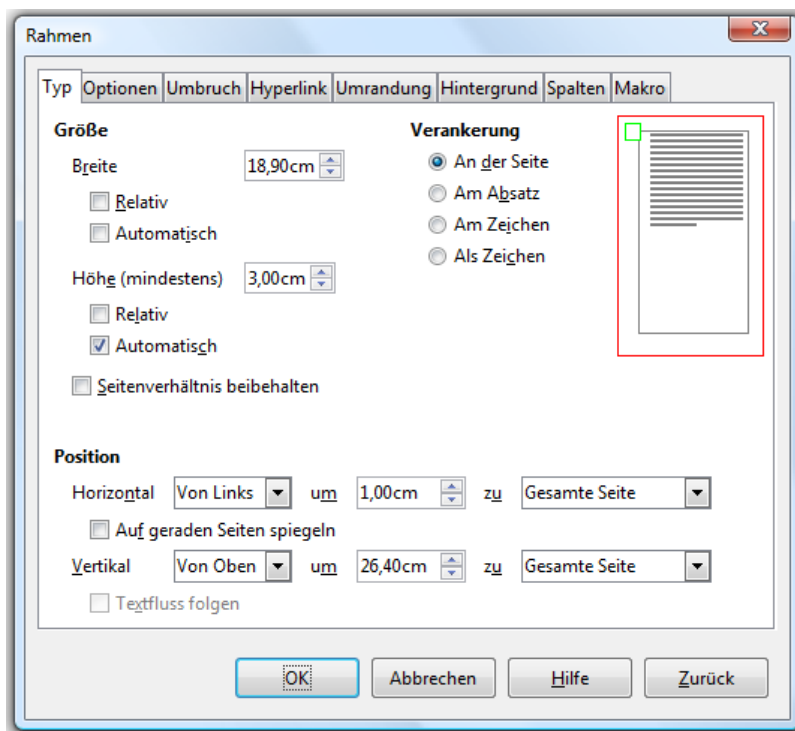 Rahmen
Typ Optionen Umbruch Hyperlink Umrandung Hintergrund Spalten Makro
Größe
Breite 18,90cm
Relativ
Automatisch
Höhe (mindestens) 3,00cm
Relativ
Automatisch
Seitenverhältnis beibehalten
Verankerung
An der Seite
Am Absatz
Am Zeichen
Als Zeichen
Position
Horizontal Von Links um 1,00cm zu Gesamte Seite
Auf geraden Seiten spiegeln
Vertikal Von Oben um 26,40cm zu Gesamte Seite
Textfluss folgen
OK Abbrechen Hilfe Zurück